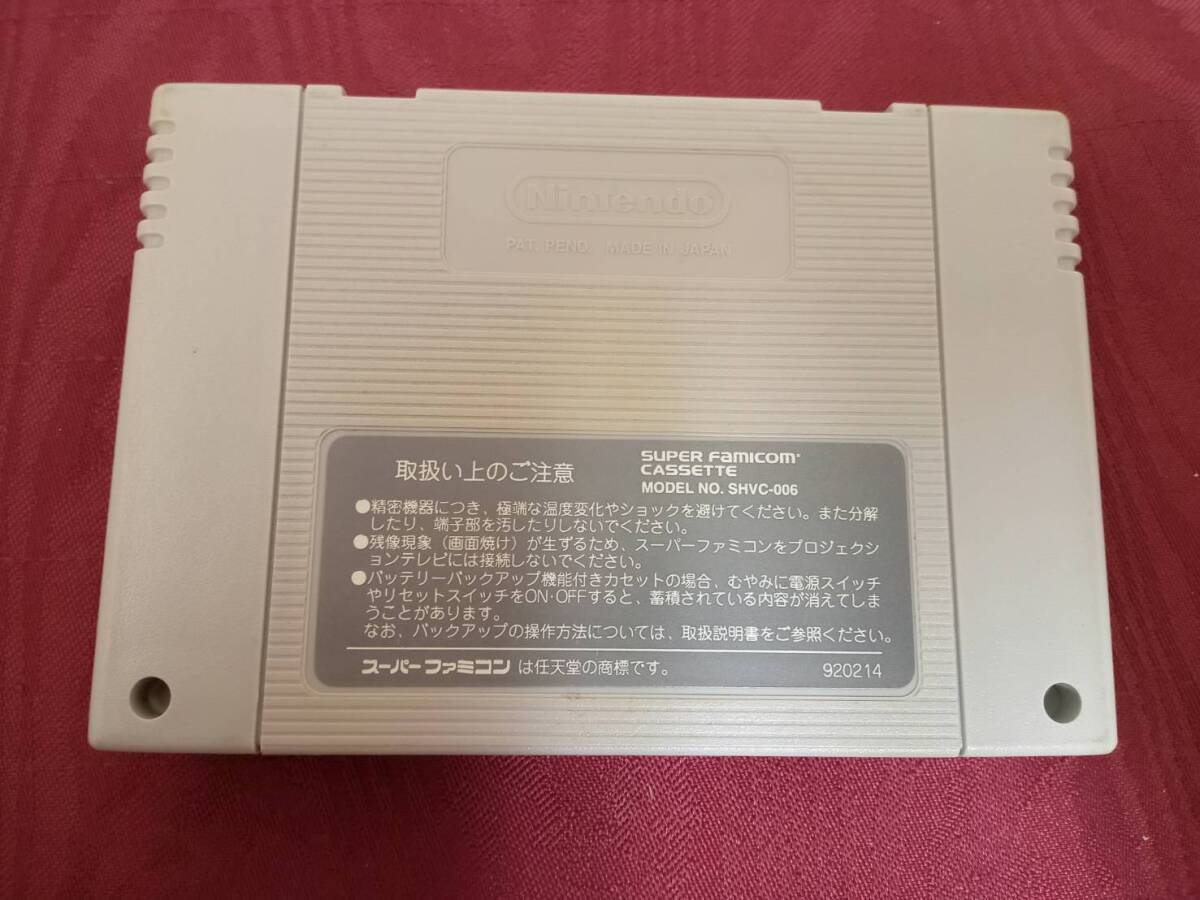 Nintendo
PAT. PEND. MADE IN JAPAN
取扱い上のご注意
SUPER FAMICOM
CASSETTE
MODEL NO. SHVC-006
●精密機器につき、極端な温度変化やショックを避けてください。また分解
したり、端子部を汚したりしないでください。
●残像現象（画面焼け）が生ずるため、スーパーファミコンをプロジェクシ
ョンテレビには接続しないでください。
●バッテリーバックアップ機能付きカセットの場合、むやみに電源スイッチ
やリセットスイッチをON・OFFすると、蓄積されている内容が消えてしま
うことがあります。
なお、バックアップの操作方法については、取扱説明書をご参照ください。
スーパーファミコン は任天堂の商標です。 920214